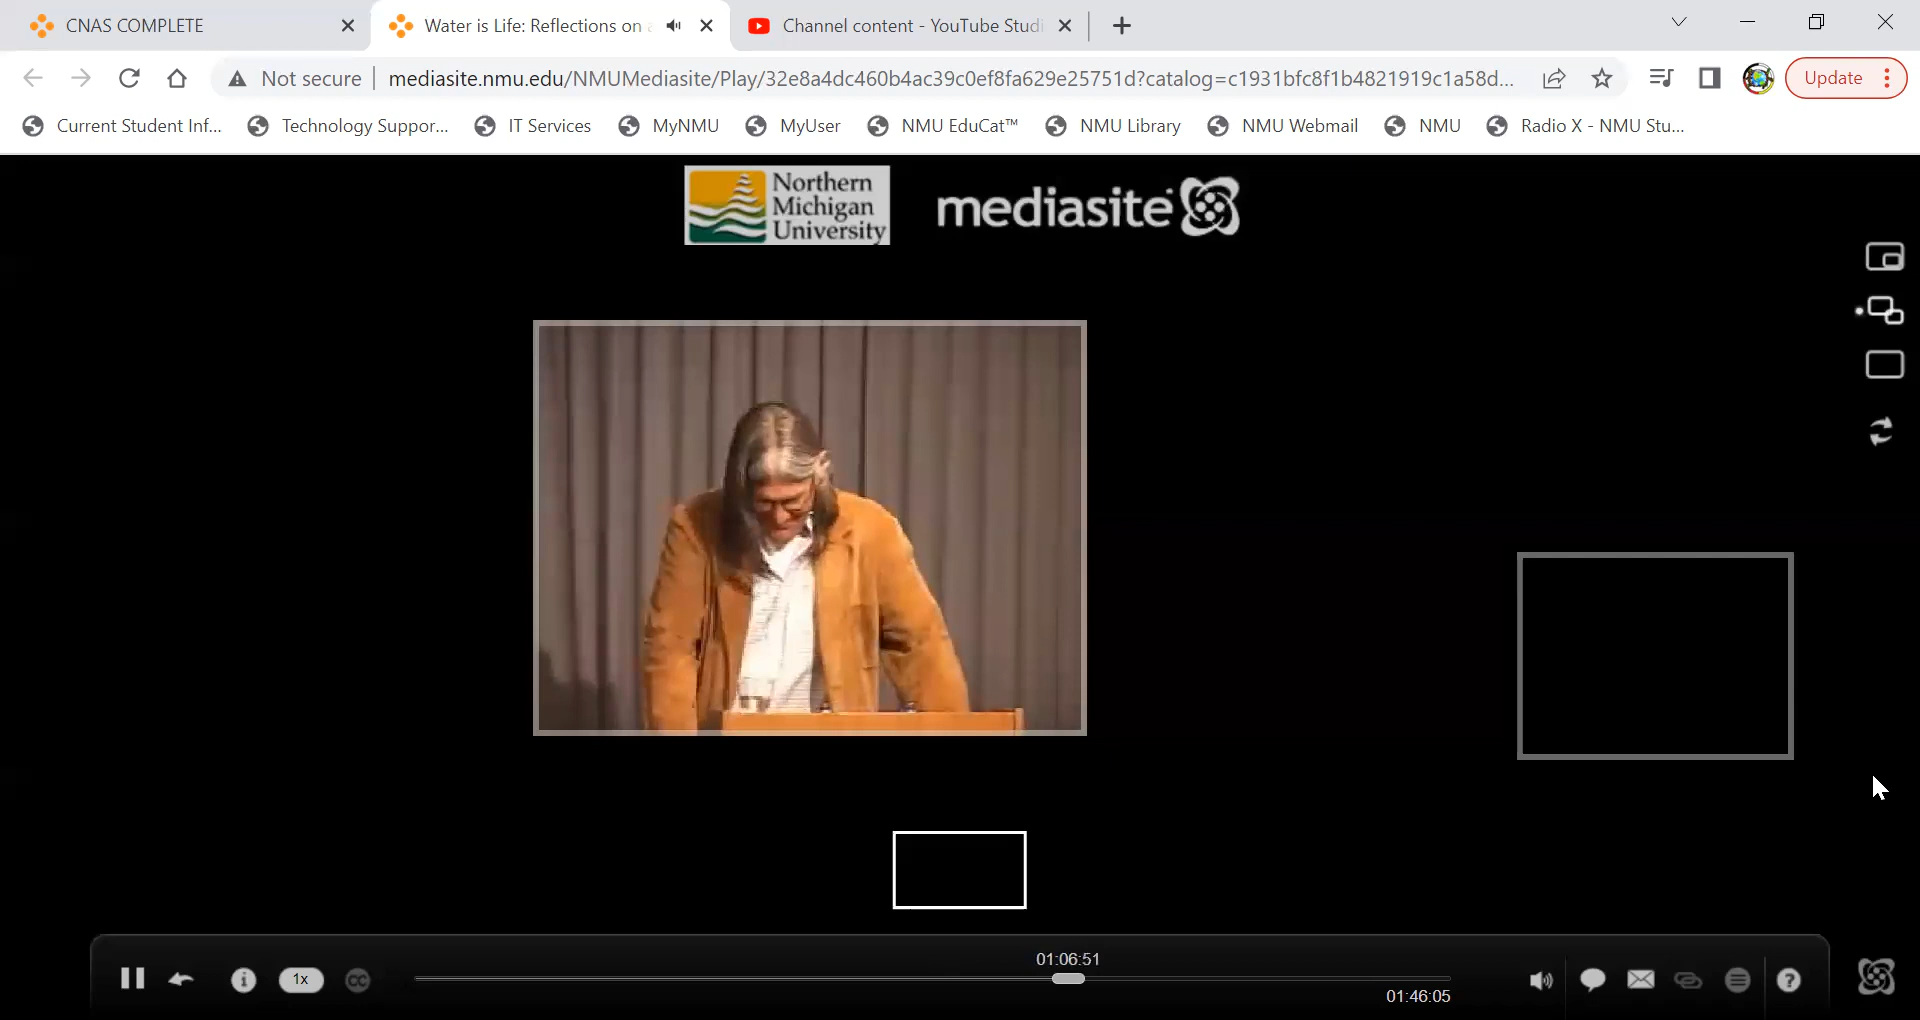 CNAS COMPLETE
Water is Life: Reflections on a
Channel content - YouTube Studi
Not secure
mediasite.nmu.edu/NMUMediasite/Play/32e8a4dc460b4ac39c0ef8fa629e25751d?catalog=c1931bfc8f1b4821919c1a58d...
Update
Current Student Inf...
Technology Suppor...
IT Services
MyNMU
MyUser
NMU EduCat™
NMU Library
NMU Webmail
NMU
Radio X - NMU Stu...
Northern
Michigan
University
mediasite
01:06:51
1x
CC
01:46:05